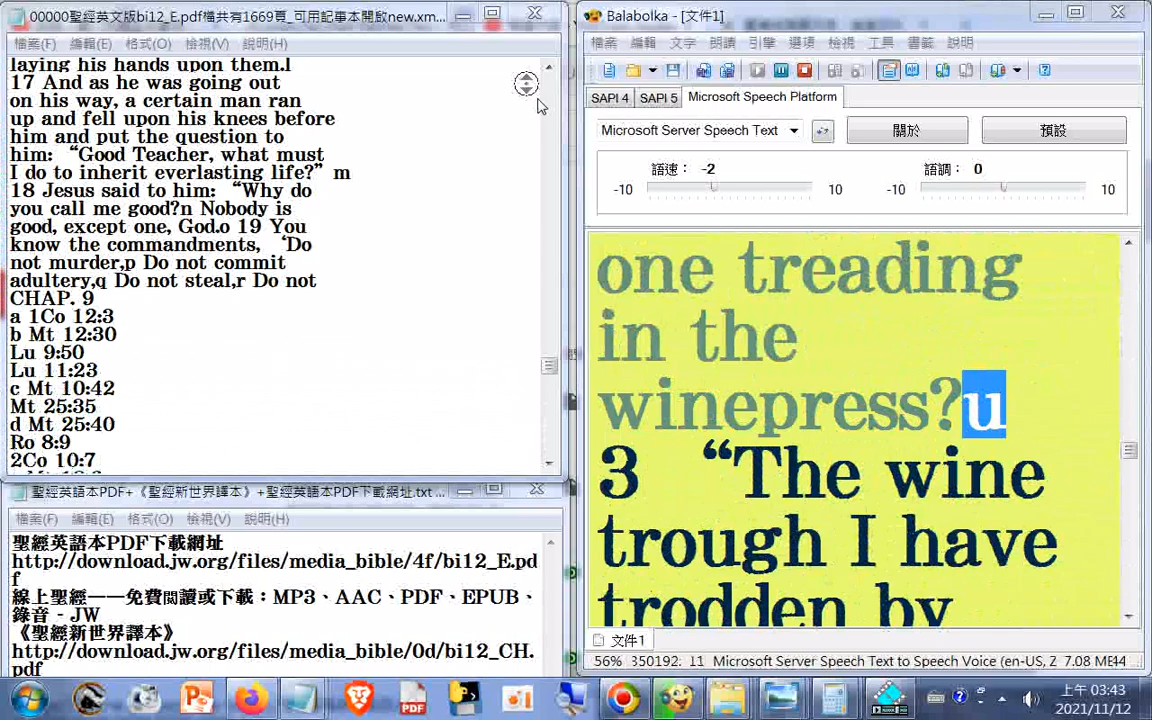 00000聖經英文版bi12_E.pdf檔共有1669頁_可用記事本開啟new.xm...
檔案(F) 編輯(E) 格式(O) 檢視(V) 說明(H)
laying his hands upon them.l
17 And as he was going out
on his way, a certain man ran
up and fell upon his knees before
him and put the question to
him: “Good Teacher, what must
I do to inherit everlasting life?” m
18 Jesus said to him: “Why do
you call me good?n Nobody is
good, except one, God.o 19 You
know the commandments, ‘Do
not murder,p Do not commit
adultery,q Do not steal,r Do not
CHAP. 9
a 1Co 12:3
b Mt 12:30
Lu 9:50
Lu 11:23
c Mt 10:42
Mt 25:35
d Mt 25:40
Ro 8:9
2Co 10:7
聖經英語本PDF+《聖經新世界譯本》+聖經英語本PDF下載網址.txt ...
檔案(F) 編輯(E) 格式(O) 檢視(V) 說明(H)
聖經英語本PDF下載網址
http://download.jw.org/files/media_bible/4f/bi12_E.pd
f
線上聖經——免費閱讀或下載：MP3、AAC、PDF、EPUB、
錄音 - JW
《聖經新世界譯本》
http://download.jw.org/files/media_bible/0d/bi12_CH.
pdf
Balabolka - [文件1]
檔案 編輯 文字 朗讀 引擎 選項 檢視 工具 書籤 說明
SAPI 4 SAPI 5 Microsoft Speech Platform
Microsoft Server Speech Text 關於 預設
語速： -2 語調： 0
-10 10 -10 10
one treading
in the
winepress?u
3 “The wine
trough I have
trodden by
文件1
56% 350192: 11 Microsoft Server Speech Text to Speech Voice (en-US, Z 7.08 ME44
上午 03:43
2021/11/12